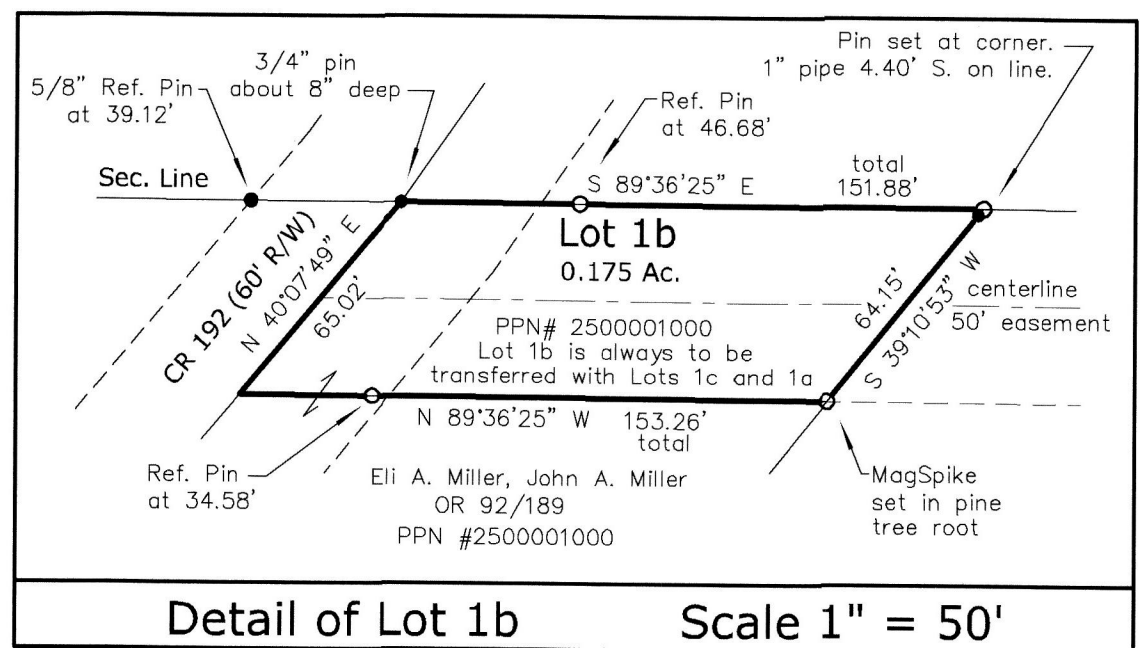 Pin set at corner.
1" pipe 4.40' S. on line.
3/4" pin
about 8" deep
5/8" Ref. Pin
at 39.12'
Ref. Pin
at 46.68'
Sec. Line
S 89°36'25" E
total
151.88'
Lot 1b
0.175 Ac.
CR 192 (60' R/W)
N 40°07'49" E
65.02'
64.15'
S 39°10'53" W
centerline
50' easement
PPN# 2500001000
Lot 1b is always to be
transferred with Lots 1c and 1a
N 89°36'25" W
153.26'
total
Ref. Pin
at 34.58'
Eli A. Miller, John A. Miller
OR 92/189
PPN #2500001000
MagSpike
set in pine
tree root
Detail of Lot 1b
Scale 1" = 50'